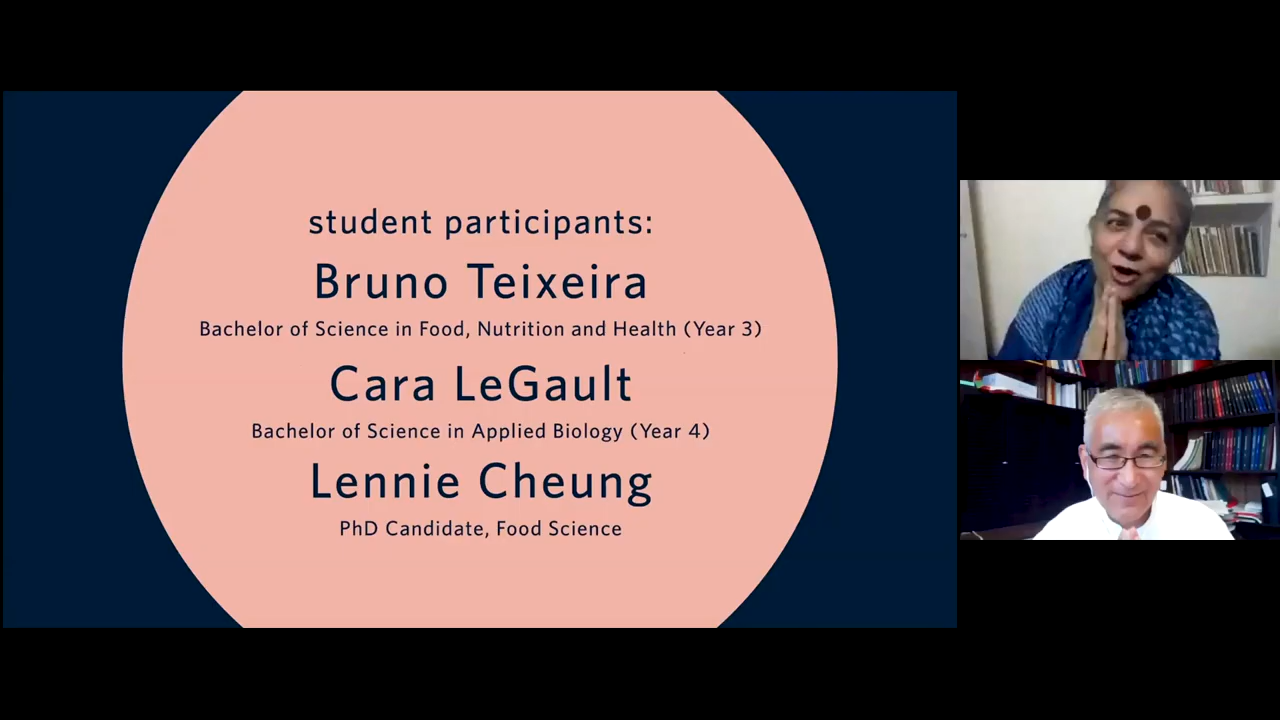 student participants:
Bruno Teixeira
Bachelor of Science in Food, Nutrition and Health (Year 3)
Cara LeGault
Bachelor of Science in Applied Biology (Year 4)
Lennie Cheung
PhD Candidate, Food Science